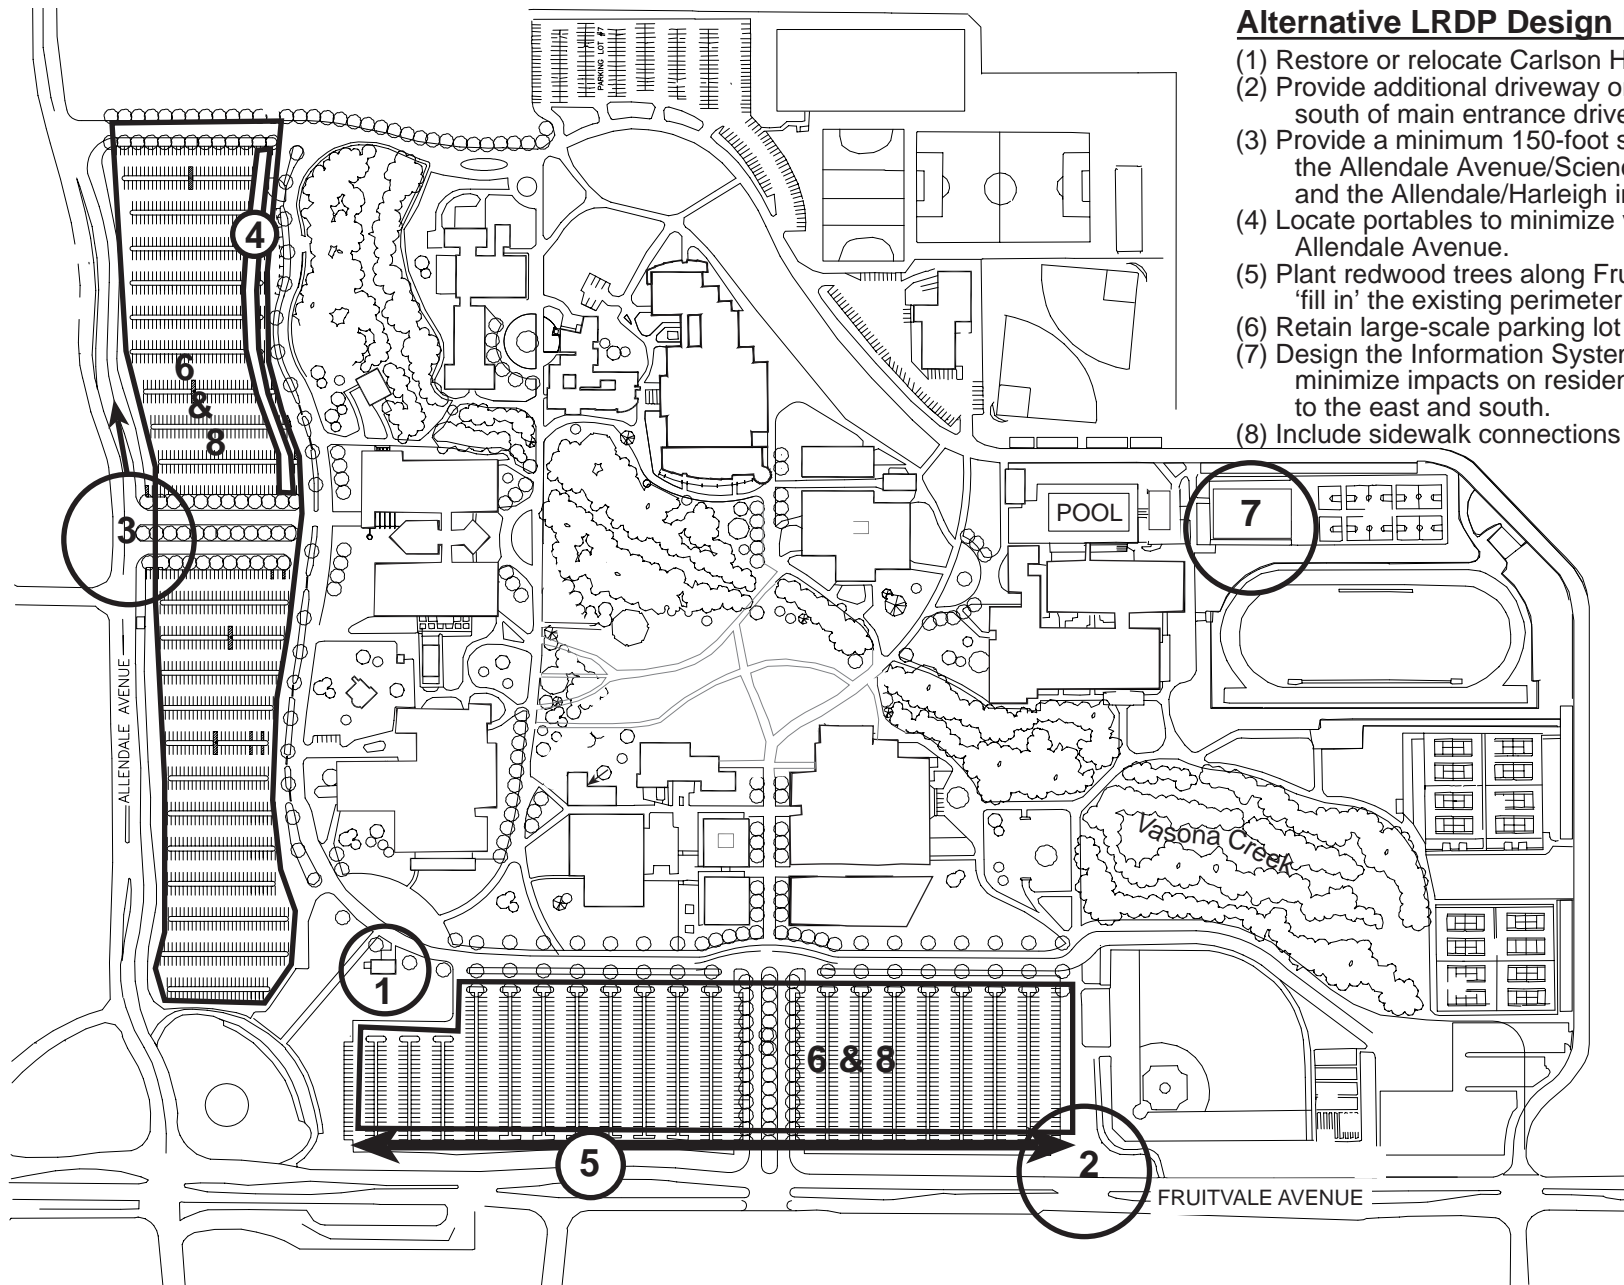 Alternative LRDP Design
(1) Restore or relocate Carlson H
(2) Provide additional driveway o
south of main entrance drive
(3) Provide a minimum 150-foot s
the Allendale Avenue/Scienc
and the Allendale/Harleigh i
(4) Locate portables to minimize
Allendale Avenue.
(5) Plant redwood trees along Fru
‘fill in’ the existing perimeter
(6) Retain large-scale parking lot
(7) Design the Information System
minimize impacts on residen
to the east and south.
(8) Include sidewalk connections
PARKING LOT #7
4
6
&
8
3
POOL
7
ALLENDALE AVENUE
Vasona Creek
1
6 & 8
5
2
FRUITVALE AVENUE